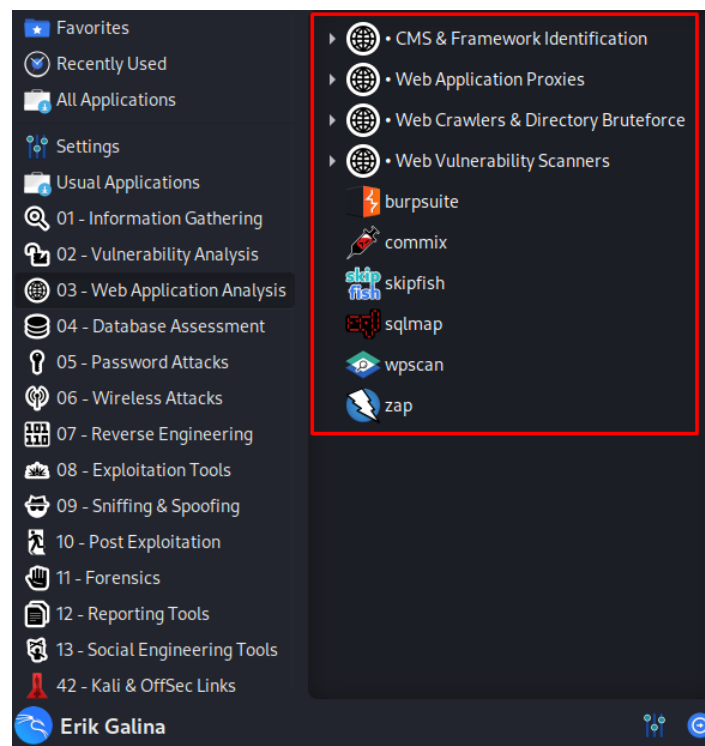 Favorites
Recently Used
All Applications
Settings
Usual Applications
01 - Information Gathering
02 - Vulnerability Analysis
03 - Web Application Analysis
04 - Database Assessment
05 - Password Attacks
06 - Wireless Attacks
07 - Reverse Engineering
08 - Exploitation Tools
09 - Sniffing & Spoofing
10 - Post Exploitation
11 - Forensics
12 - Reporting Tools
13 - Social Engineering Tools
42 - Kali & OffSec Links
• CMS & Framework Identification
• Web Application Proxies
• Web Crawlers & Directory Bruteforce
• Web Vulnerability Scanners
burpsuite
commix
skip
fish
skipfish
sql
sqlmap
wpscan
zap
Erik Galina